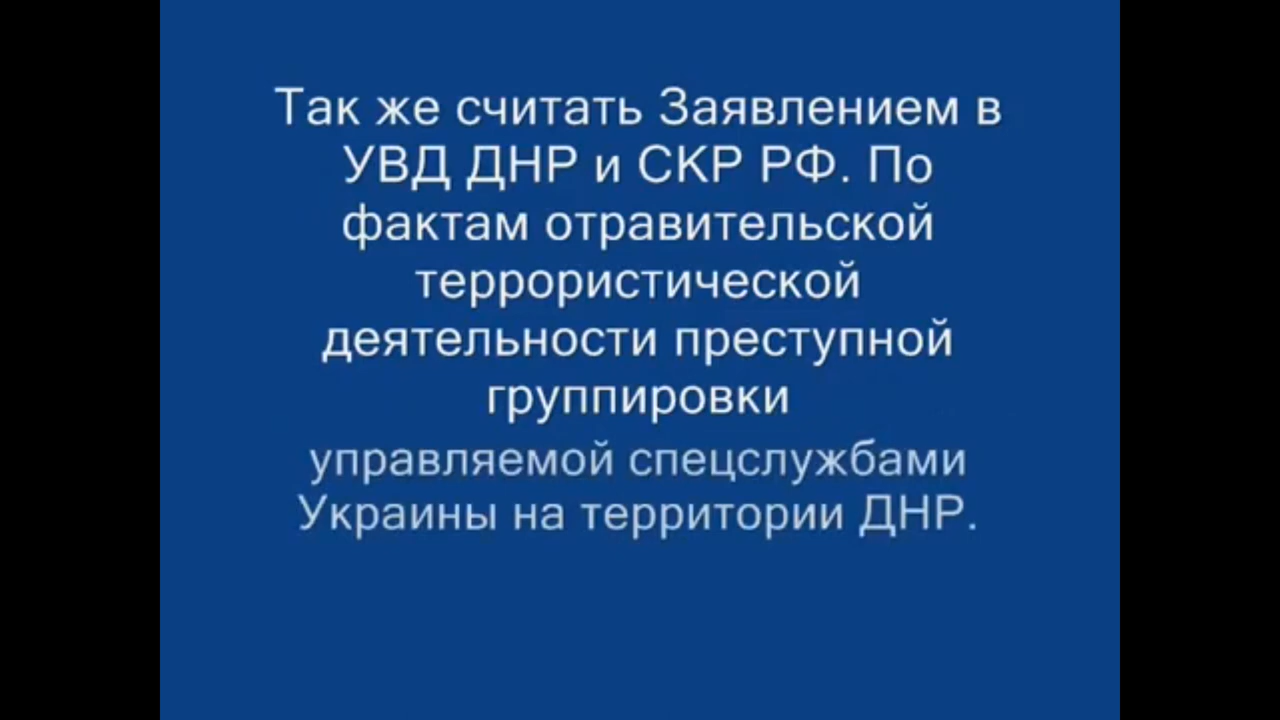 Так же считать Заявлением в
УВД ДНР и СКР РФ. По
фактам отравительской
террористической
деятельности преступной
группировки
управляемой спецслужбами
Украины на территории ДНР.